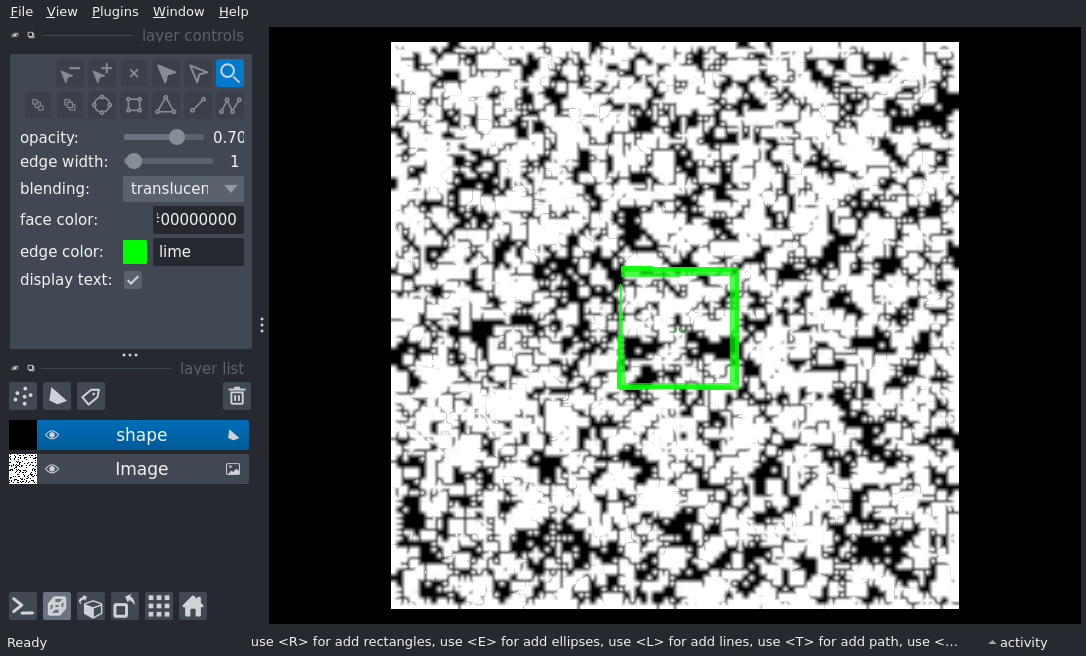 File View Plugins Window Help
layer controls
opacity: 0.70
edge width: 1
blending: translucen
face color: #00000000
edge color: lime
display text:
layer list
shape
Image
Ready use <R> for add rectangles, use <E> for add ellipses, use <L> for add lines, use <T> for add path, use <... activity